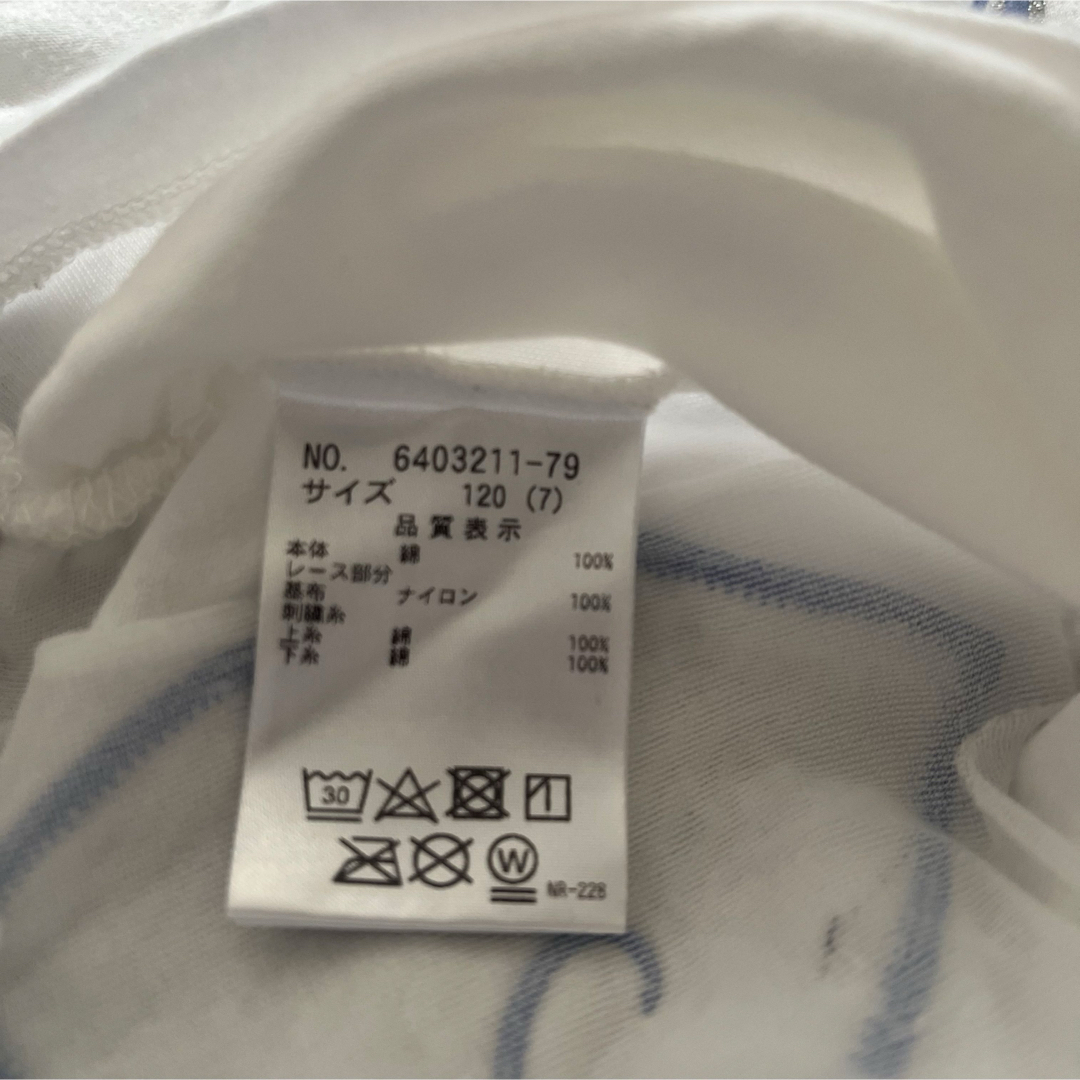 NO. 6403211-79
サイズ 120 (7)
品質表示
本体 綿 100%
レース部分
基布 ナイロン 100%
刺繍糸
上糸 綿 100%
下糸 綿 100%
30
W
NR-228